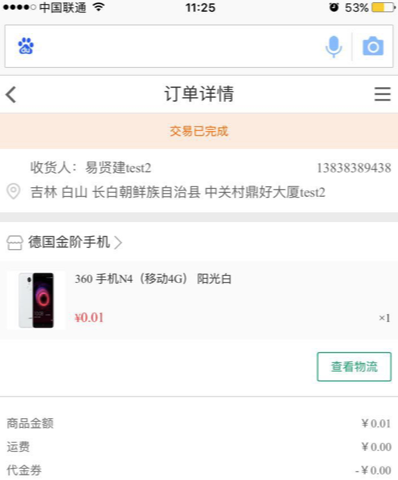 中国联通 11:25 53%
订单详情
交易已完成
收货人：易贤建test2 13838389438
吉林 白山 长白朝鲜族自治县 中关村鼎好大厦test2
德国金阶手机
360 手机N4（移动4G） 阳光白
¥0.01 ×1
查看物流
商品金额 ¥0.01
运费 ¥0.00
代金券 -¥0.00